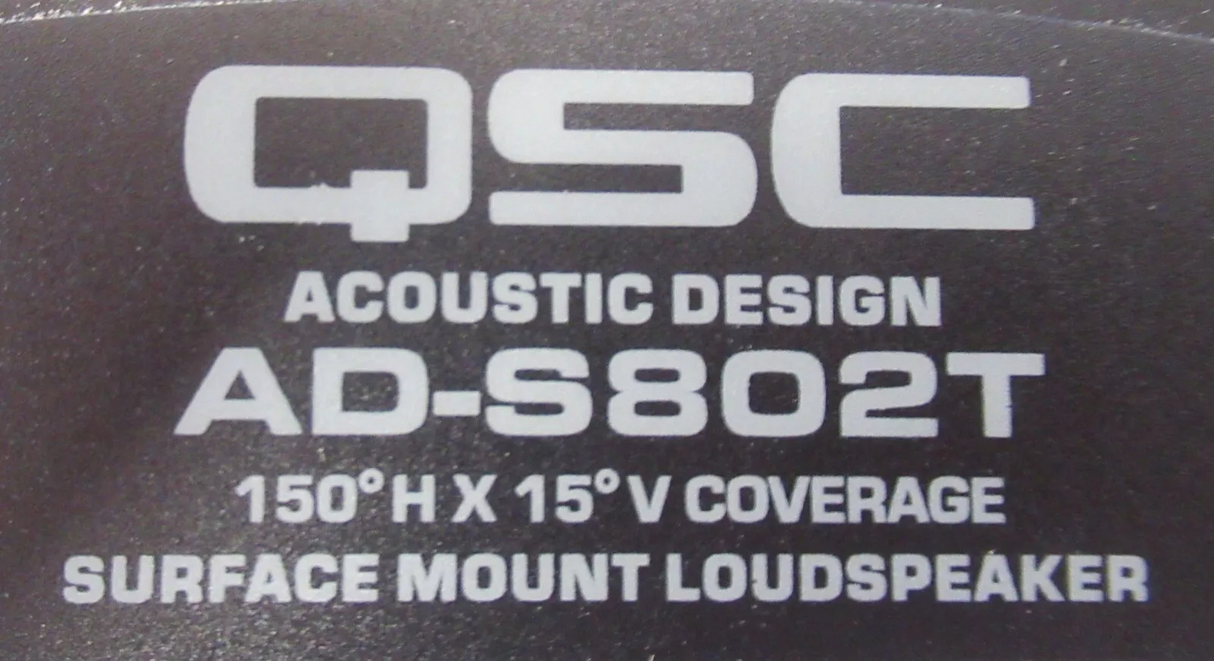 QSC
ACOUSTIC DESIGN
AD-S802T
150°H X 15°V COVERAGE
SURFACE MOUNT LOUDSPEAKER